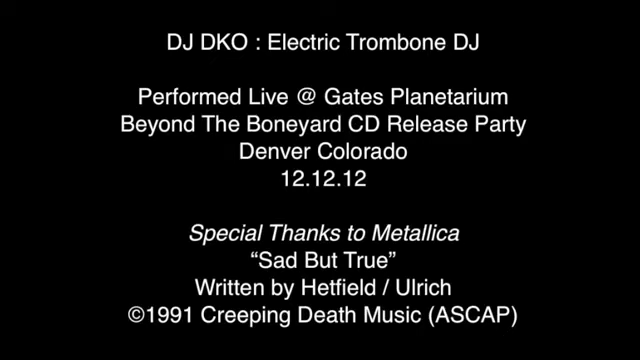 DJ DKO : Electric Trombone DJ
Performed Live @ Gates Planetarium
Beyond The Boneyard CD Release Party
Denver Colorado
12.12.12
Special Thanks to Metallica
“Sad But True”
Written by Hetfield / Ulrich
©1991 Creeping Death Music (ASCAP)